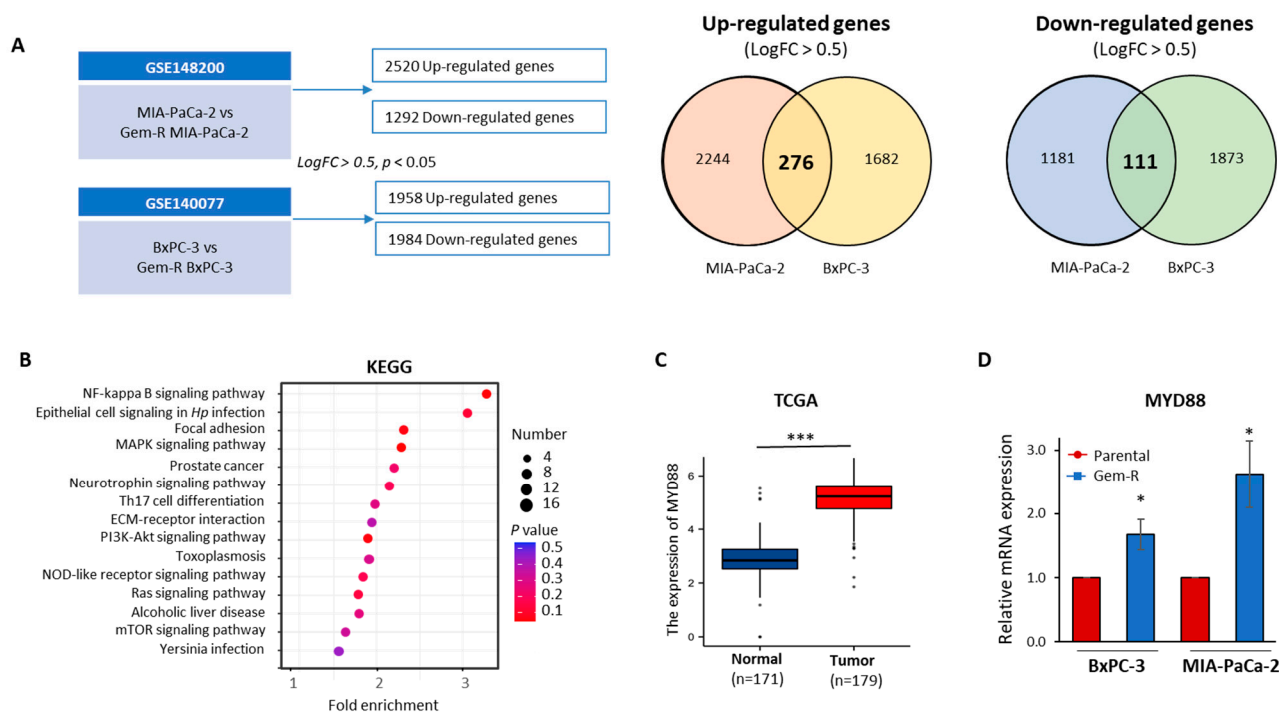 A
GSE148200
MIA-PaCa-2 vs
Gem-R MIA-PaCa-2
2520 Up-regulated genes
1292 Down-regulated genes
LogFC > 0.5, p < 0.05
GSE140077
BxPC-3 vs
Gem-R BxPC-3
1958 Up-regulated genes
1984 Down-regulated genes
Up-regulated genes
(LogFC > 0.5)
2244
276
1682
MIA-PaCa-2
BxPC-3
Down-regulated genes
(LogFC > 0.5)
1181
111
1873
MIA-PaCa-2
BxPC-3
B
KEGG
NF-kappa B signaling pathway
Epithelial cell signaling in Hp infection
Focal adhesion
MAPK signaling pathway
Prostate cancer
Neurotrophin signaling pathway
Th17 cell differentiation
ECM-receptor interaction
PI3K-Akt signaling pathway
Toxoplasmosis
NOD-like receptor signaling pathway
Ras signaling pathway
Alcoholic liver disease
mTOR signaling pathway
Yersinia infection
1
2
3
Fold enrichment
Number
4
8
12
16
P value
0.5
0.4
0.3
0.2
0.1
C
TCGA
***
The expression of MYD88
6
4
2
0
Normal
(n=171)
Tumor
(n=179)
D
MYD88
Relative mRNA expression
3.0
2.0
1.0
0.0
Parental
Gem-R
*
*
BxPC-3
MIA-PaCa-2